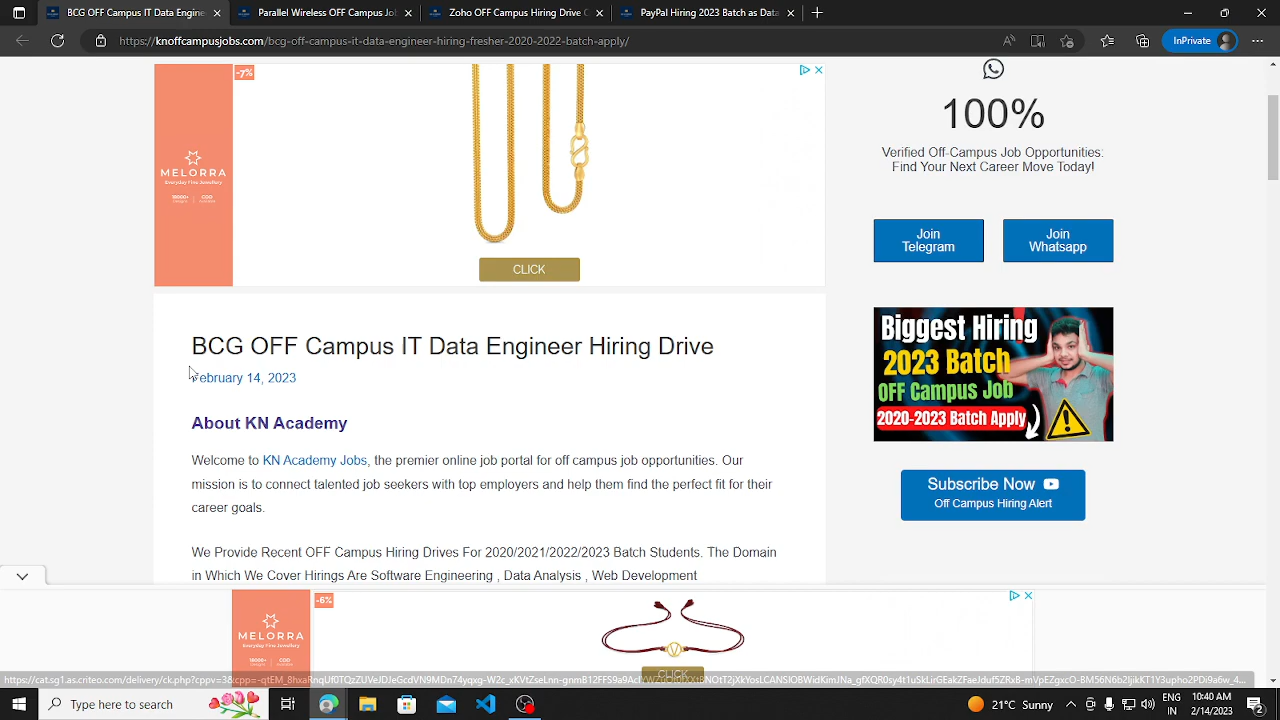 BCG OFF Campus IT Data Engineer
Parallel Wireless OFF Campus Jo
Zoho OFF Campus Hiring Drive
PayPal Hiring 2023 Batch as Data
https://knoffcampusjobs.com/bcg-off-campus-it-data-engineer-hiring-fresher-2020-2022-batch-apply/
InPrivate
-7%
MELORRA
Everyday Fine Jewellery
CLICK
100%
Verified Off-Campus Job Opportunities:
Find Your Next Career Move Today!
Join
Telegram
Join
Whatsapp
BCG OFF Campus IT Data Engineer Hiring Drive
February 14, 2023
About KN Academy
Welcome to KN Academy Jobs, the premier online job portal for off campus job opportunities. Our
mission is to connect talented job seekers with top employers and help them find the perfect fit for their
career goals.
We Provide Recent OFF Campus Hiring Drives For 2020/2021/2022/2023 Batch Students. The Domain
in Which We Cover Hirings Are Software Engineering , Data Analysis , Web Development
Biggest Hiring
2023 Batch
OFF Campus Job
2020-2023 Batch Apply
Subscribe Now
Off Campus Hiring Alert
-6%
MELORRA
Everyday Fine Jewellery
CLICK
Type here to search
21°C Sunny
ENG
IN
10:40 AM
2/14/2023